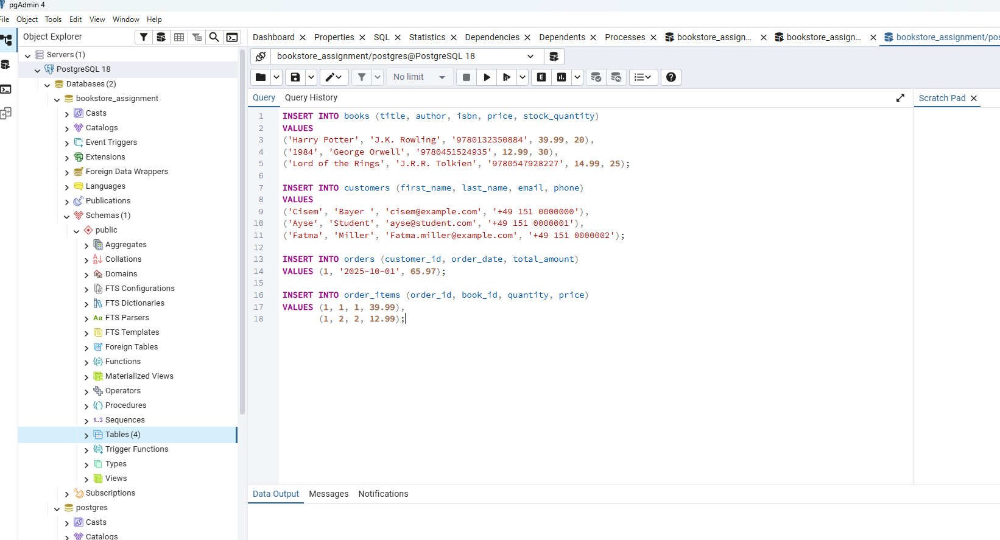 pgAdmin 4
File Object Tools Edit View Window Help
Object Explorer
Servers (1)
PostgreSQL 18
Databases (2)
bookstore_assignment
Casts
Catalogs
Event Triggers
Extensions
Foreign Data Wrappers
Languages
Publications
Schemas (1)
public
Aggregates
Collations
Domains
FTS Configurations
FTS Dictionaries
Aa FTS Parsers
FTS Templates
Foreign Tables
Functions
Materialized Views
Operators
Procedures
1..3 Sequences
Tables (4)
Trigger Functions
Types
Views
Subscriptions
postgres
Casts
Catalogs
Dashboard Properties SQL Statistics Dependencies Dependents Processes bookstore_assign... bookstore_assign... bookstore_assignment/pos
bookstore_assignment/postgres@PostgreSQL 18
No limit E
Query Query History
Scratch Pad
1 INSERT INTO books (title, author, isbn, price, stock_quantity)
2 VALUES
3 ('Harry Potter', 'J.K. Rowling', '9780132350884', 39.99, 20),
4 ('1984', 'George Orwell', '9780451524935', 12.99, 30),
5 ('Lord of the Rings', 'J.R.R. Tolkien', '9780547928227', 14.99, 25);
6
7 INSERT INTO customers (first_name, last_name, email, phone)
8 VALUES
9 ('Cisem', 'Bayer ', 'cisem@example.com', '+49 151 0000000'),
10 ('Ayse', 'Student', 'ayse@student.com', '+49 151 0000001'),
11 ('Fatma', 'Miller', 'Fatma.miller@example.com', '+49 151 0000002');
12
13 INSERT INTO orders (customer_id, order_date, total_amount)
14 VALUES (1, '2025-10-01', 65.97);
15
16 INSERT INTO order_items (order_id, book_id, quantity, price)
17 VALUES (1, 1, 1, 39.99),
18 (1, 2, 2, 12.99);
Data Output Messages Notifications